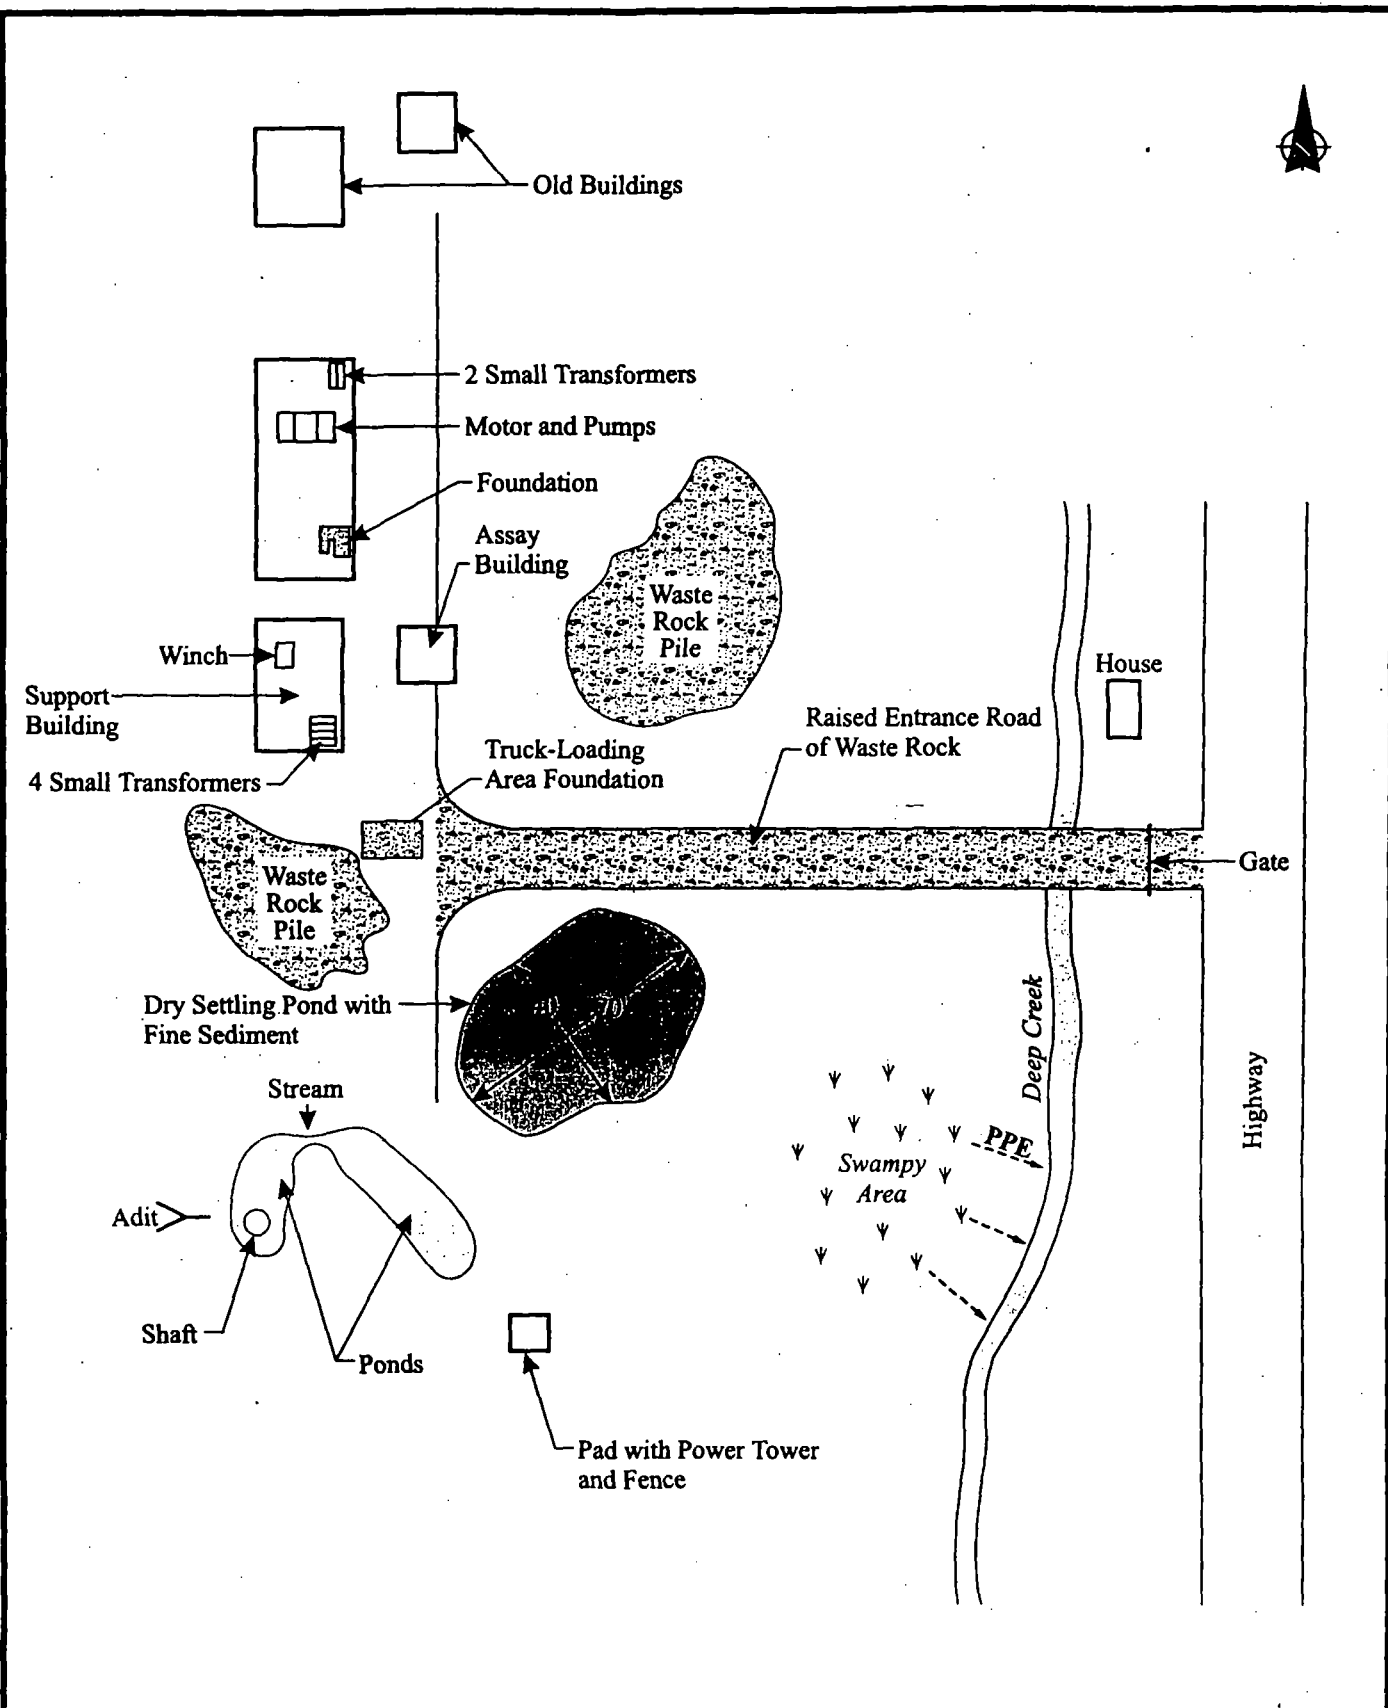 Old Buildings
2 Small Transformers
Motor and Pumps
Foundation
Assay
Building
Waste
Rock
Pile
Winch
Support
Building
House
Raised Entrance Road
of Waste Rock
Truck-Loading
Area Foundation
4 Small Transformers
Gate
Waste
Rock
Pile
Dry Settling Pond with
Fine Sediment
70
Deep Creek
Highway
Stream
PPE
Swampy
Area
Adit
Shaft
Ponds
Pad with Power Tower
and Fence